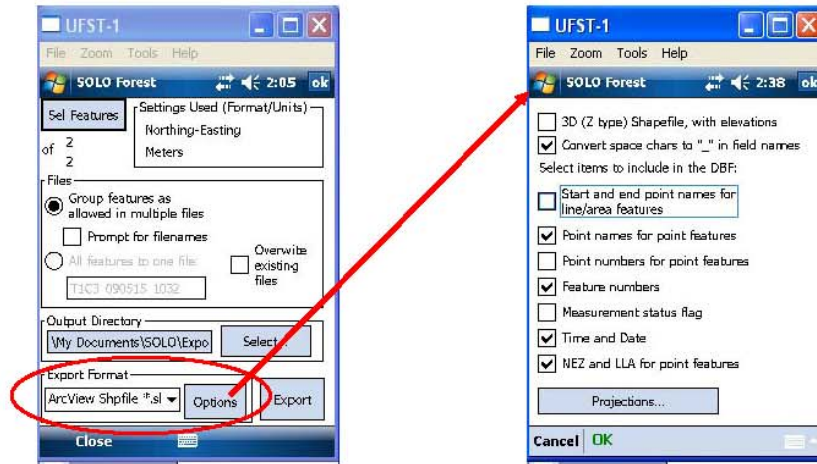 UFST-1
File Zoom Tools Help
SOLO Forest 2:05 ok
Sel Features
of 2
2
Settings Used (Format/Units)
Northing-Easting
Meters
Files
Group features as
allowed in multiple files
Prompt for filenames
All features to one file:
T1C3 090515 1032
Overwite
existing
files
Output Directory
\My Documents\SOLO\Expo
Select...
Export Format
ArcView Shpfile *.sl
Options
Export
Close
UFST-1
File Zoom Tools Help
SOLO Forest 2:38 ok
3D (Z type) Shapefile, with elevations
Convert space chars to "_" in field names
Select items to include in the DBF:
Start and end point names for
line/area features
Point names for point features
Point numbers for point features
Feature numbers
Measurement status flag
Time and Date
NEZ and LLA for point features
Projections...
Cancel OK